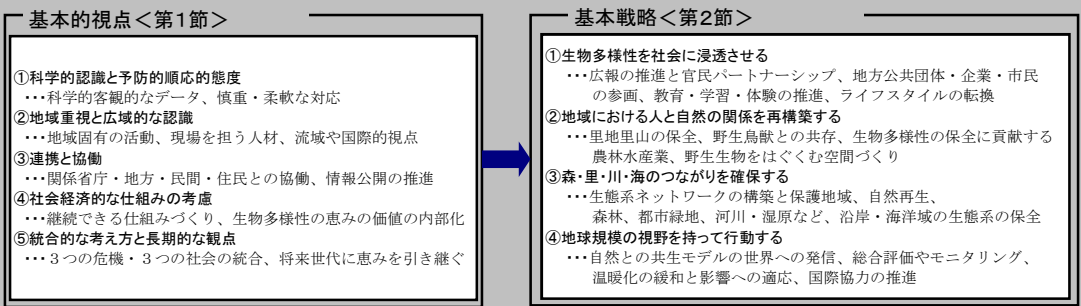 基本的視点＜第1節＞
①科学的認識と予防的順応的態度
・・・科学的客観的なデータ、慎重・柔軟な対応
②地域重視と広域的な認識
・・・地域固有の活動、現場を担う人材、流域や国際的視点
③連携と協働
・・・関係省庁・地方・民間・住民との協働、情報公開の推進
④社会経済的な仕組みの考慮
・・・継続できる仕組みづくり、生物多様性の恵みの価値の内部化
⑤統合的な考え方と長期的な観点
・・・３つの危機・３つの社会の統合、将来世代に恵みを引き継ぐ
基本戦略＜第2節＞
①生物多様性を社会に浸透させる
・・・広報の推進と官民パートナーシップ、地方公共団体・企業・市民
の参画、教育・学習・体験の推進、ライフスタイルの転換
②地域における人と自然の関係を再構築する
・・・里地里山の保全、野生鳥獣との共存、生物多様性の保全に貢献する
農林水産業、野生生物をはぐくむ空間づくり
③森・里・川・海のつながりを確保する
・・・生態系ネットワークの構築と保護地域、自然再生、
森林、都市緑地、河川・湿原など、沿岸・海洋域の生態系の保全
④地球規模の視野を持って行動する
・・・自然との共生モデルの世界への発信、総合評価やモニタリング、
温暖化の緩和と影響への適応、国際協力の推進